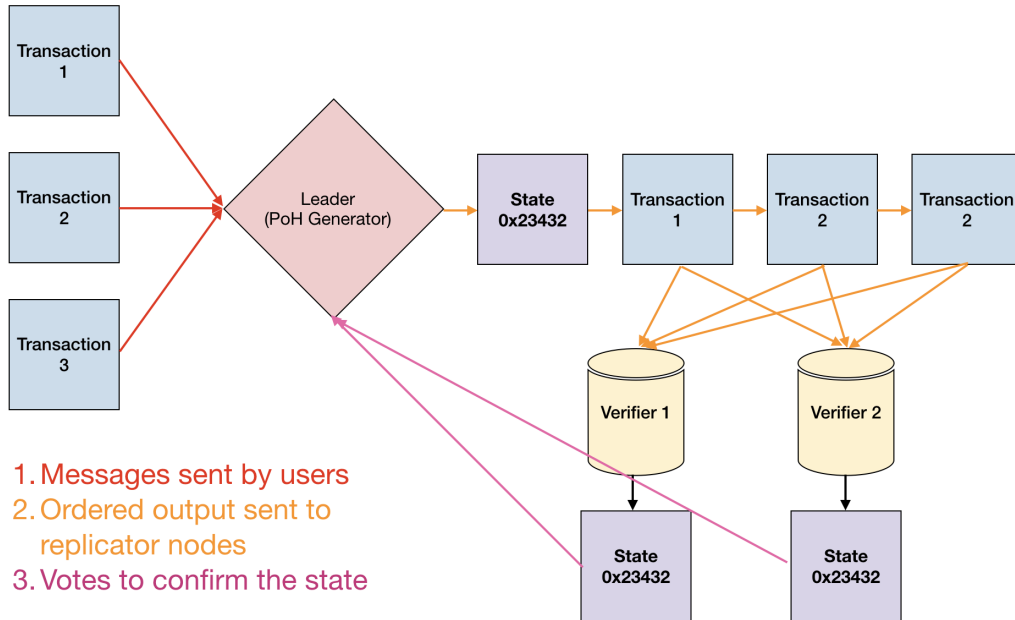 Transaction
1
Transaction
2
Transaction
3
Leader
(PoH Generator)
State
0x23432
Transaction
1
Transaction
2
Transaction
2
Verifier 1
Verifier 2
State
0x23432
State
0x23432
1. Messages sent by users
2. Ordered output sent to
replicator nodes
3. Votes to confirm the state